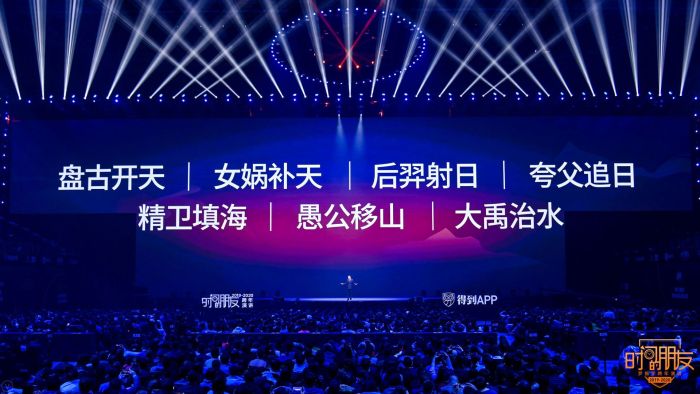 盘古开天 | 女娲补天 | 后羿射日 | 夸父追日
精卫填海 | 愚公移山 | 大禹治水
时间的朋友 2019-2020 跨年演讲
得到APP
时间的朋友
2019-2020